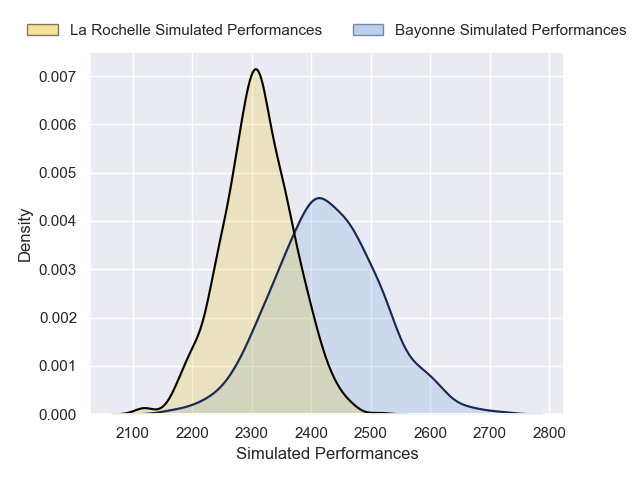 La Rochelle Simulated Performances Bayonne Simulated Performances
0.007
0.006
0.005
0.004
0.003
0.002
0.001
0.000
Density
2100 2200 2300 2400 2500 2600 2700 2800
Simulated Performances